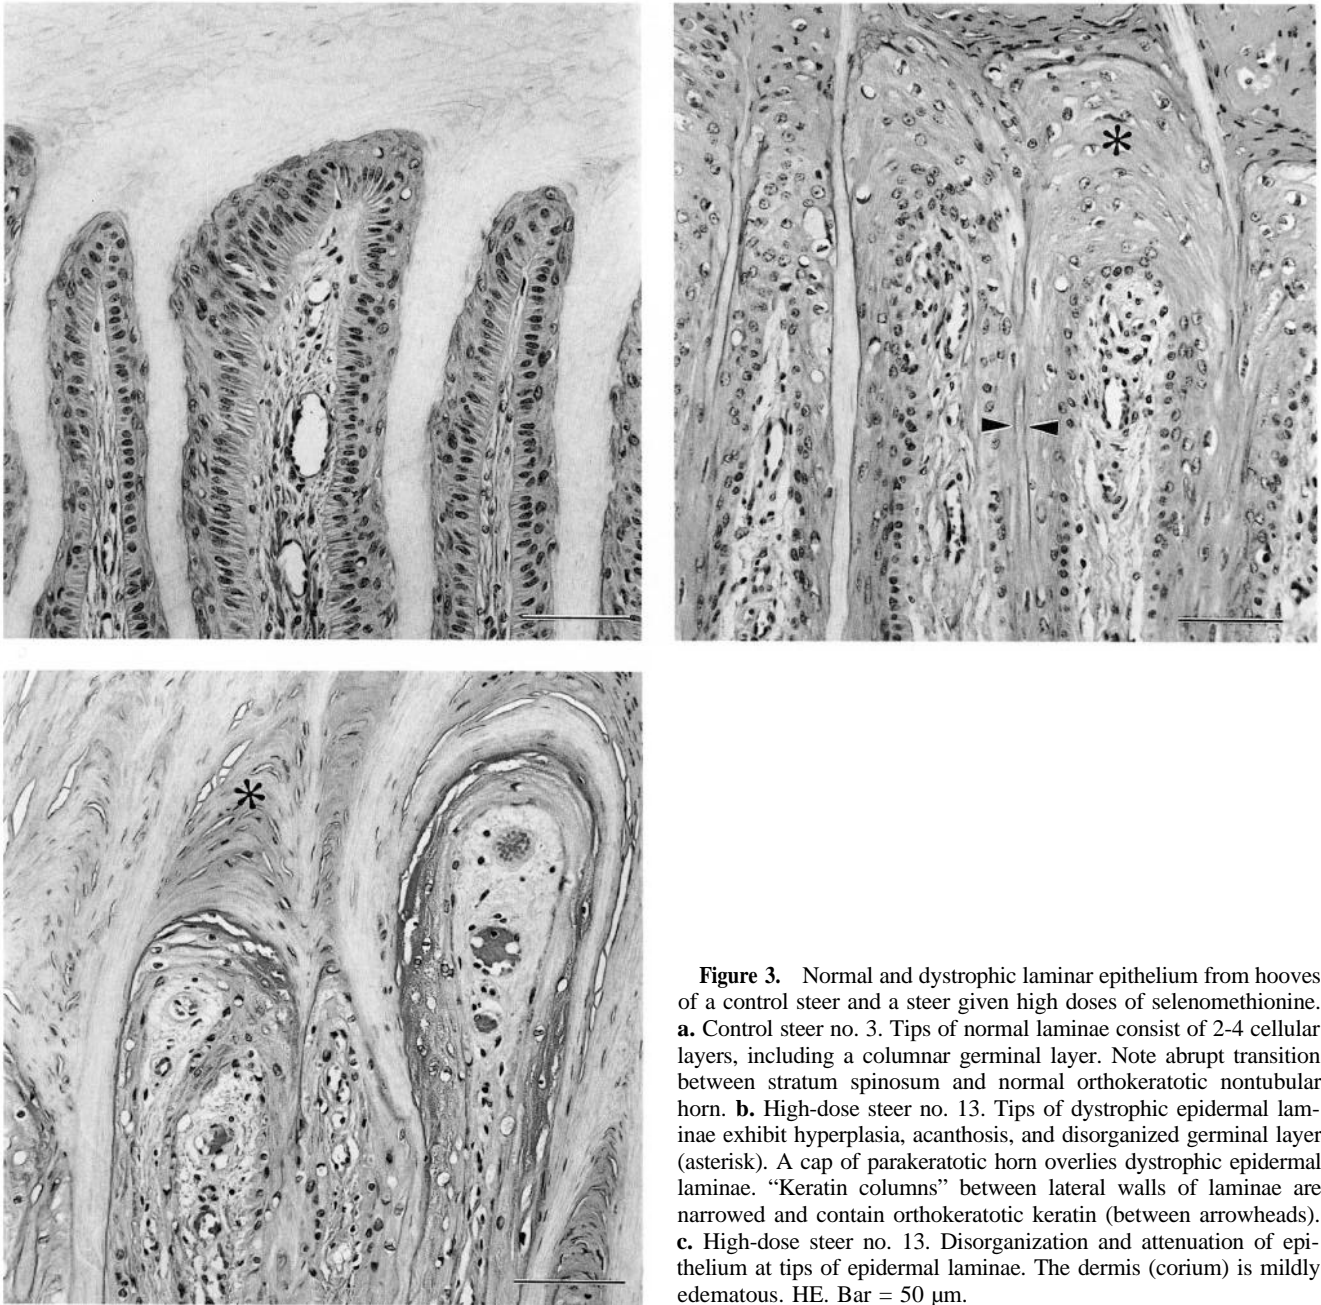 Figure 3. Normal and dystrophic laminar epithelium from hooves
of a control steer and a steer given high doses of selenomethionine.
a. Control steer no. 3. Tips of normal laminae consist of 2-4 cellular
layers, including a columnar germinal layer. Note abrupt transition
between stratum spinosum and normal orthokeratotic nontubular
horn. b. High-dose steer no. 13. Tips of dystrophic epidermal lam-
inae exhibit hyperplasia, acanthosis, and disorganized germinal layer
(asterisk). A cap of parakeratotic horn overlies dystrophic epidermal
laminae. “Keratin columns” between lateral walls of laminae are
narrowed and contain orthokeratotic keratin (between arrowheads).
c. High-dose steer no. 13. Disorganization and attenuation of epi-
thelium at tips of epidermal laminae. The dermis (corium) is mildly
edematous. HE. Bar = 50 μm.